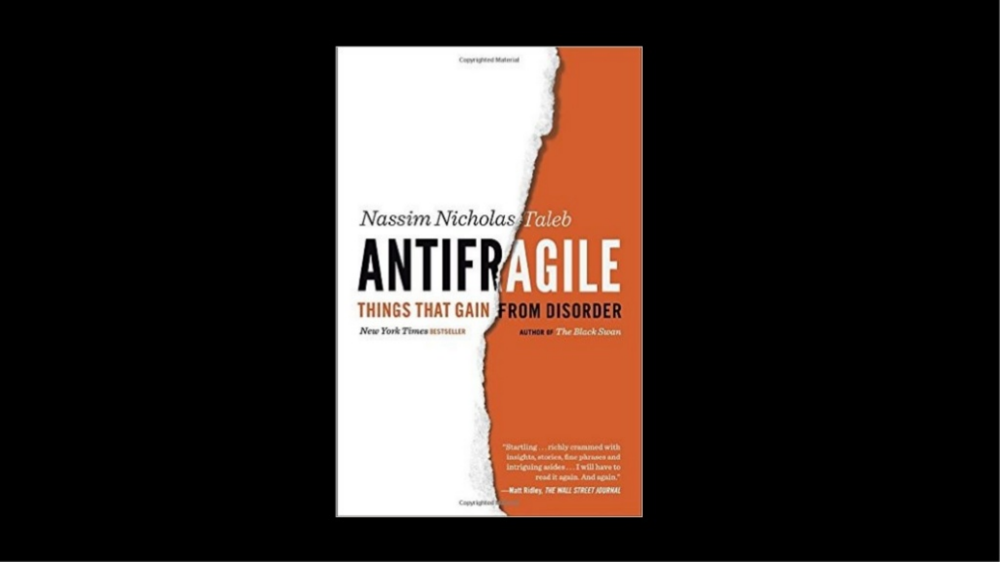 Copyrighted Material
Nassim Nicholas Taleb
ANTIFRAGILE
THINGS THAT GAIN FROM DISORDER
New York Times BESTSELLER
AUTHOR OF The Black Swan
"Startling . . . richly crammed with
insights, stories, fine phrases and
intriguing asides . . . I will have to
read it again. And again."
—Matt Ridley, THE WALL STREET JOURNAL
Copyrighted